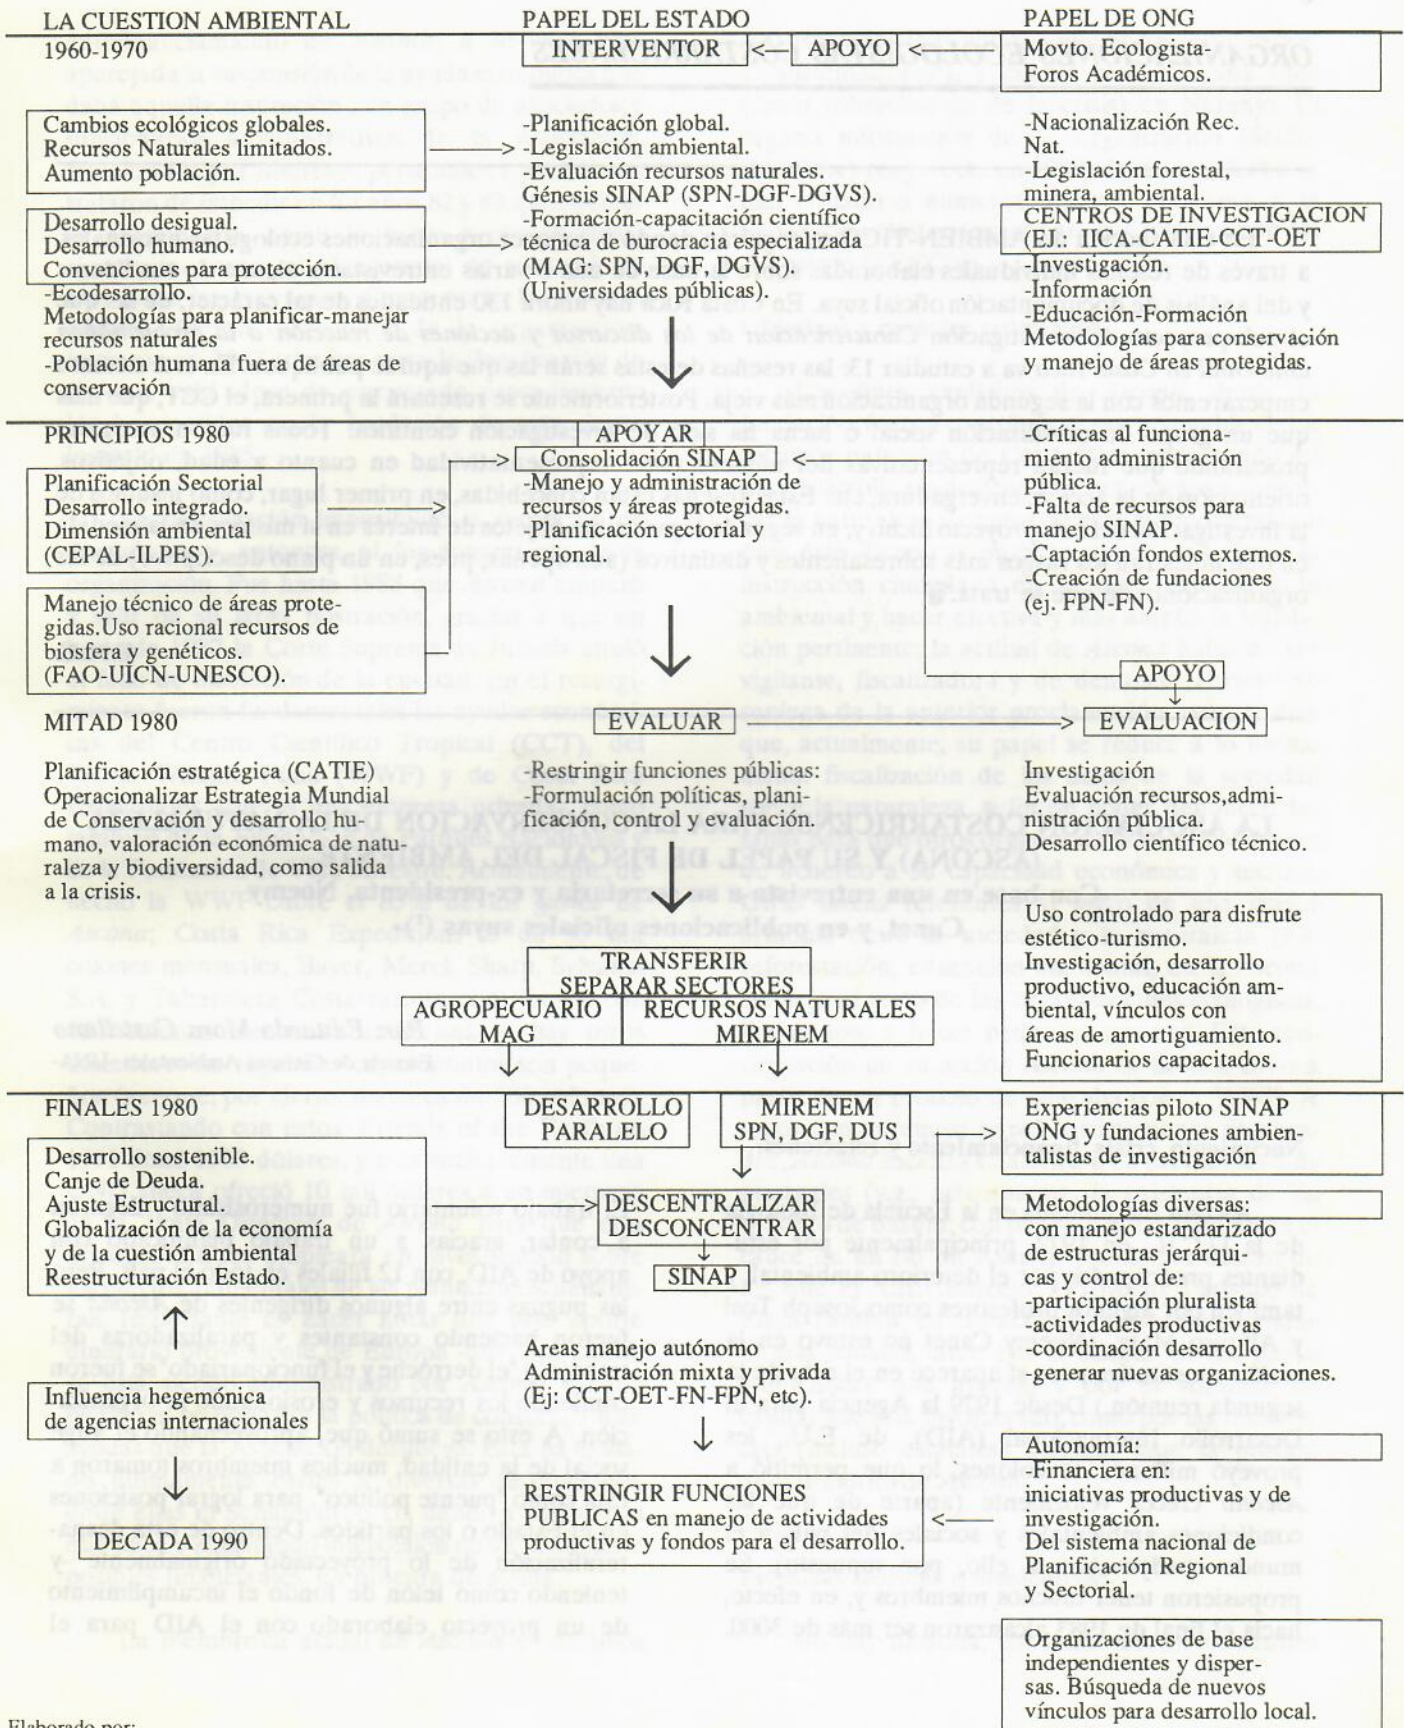 LA CUESTION AMBIENTAL
PAPEL DEL ESTADO
PAPEL DE ONG
1960-1970
INTERVENTOR <- APOYO <-
Movto. Ecologista-
Foros Académicos.
Cambios ecológicos globales.
Recursos Naturales limitados.
Aumento población.
Desarrollo desigual.
Desarrollo humano
Convenciones para protección.
-Ecodesarrollo.
Metodologías para planificar-manejar
recursos naturales
-Población humana fuera de áreas de
conservación
-Planificación global.
-Legislación ambiental.
-Evaluación recursos naturales.
Génesis SINAP (SPN-DGF-DGVS).
-Formación-capacitación científico
técnica de burocracia especializada
(MAG: SPN, DGF, DGVS).
(Universidades públicas).
-Nacionalización Rec.
Nat.
-Legislación forestal,
minera, ambiental.
CENTROS DE INVESTIGACION
(EJ.: IICA-CATIE-CCT-OET
-Investigación.
-Información
-Educación-Formación
Metodologías para conservación
y manejo de áreas protegidas.
PRINCIPIOS 1980
Planificación Sectorial
Desarrollo integrado.
Dimensión ambiental
(CEPAL-ILPES).
Manejo técnico de áreas prote-
gidas.Uso racional recursos de
biosfera y genéticos.
(FAO-UICN-UNESCO).
APOYAR
Consolidación SINAP
-Manejo y administración de
recursos y áreas protegidas.
-Planificación sectorial y
regional.
-Críticas al funciona-
miento administración
pública.
-Falta de recursos para
manejo SINAP.
-Captación fondos externos.
-Creación de fundaciones
(ej. FPN-FN).
APOYO
MITAD 1980
EVALUAR
EVALUACION
Planificación estratégica (CATIE)
Operacionalizar Estrategia Mundial
de Conservación y desarrollo hu-
mano, valoración económica de natu-
raleza y biodiversidad, como salida
a la crisis.
-Restringir funciones públicas:
-Formulación políticas, plani-
ficación, control y evaluación.
Investigación
Evaluación recursos,admi-
nistración pública.
Desarrollo científico técnico.
TRANSFERIR
SEPARAR SECTORES
AGROPECUARIO
MAG
RECURSOS NATURALES
MIRENEM
Uso controlado para disfrute
estético-turismo.
Investigación, desarrollo
productivo, educación am-
biental, vínculos con
áreas de amortiguamiento.
Funcionarios capacitados.
FINALES 1980
Desarrollo sostenible.
Canje de Deuda.
Ajuste Estructural.
Globalización de la economía
y de la cuestión ambiental
Reestructuración Estado.
Influencia hegemónica
de agencias internacionales
DECADA 1990
DESARROLLO
PARALELO
MIRENEM
SPN, DGF, DUS
DESCENTRALIZAR
DESCONCENTRAR
SINAP
Areas manejo autónomo
Administración mixta y privada
(Ej: CCT-OET-FN-FPN, etc).
RESTRINGIR FUNCIONES
PUBLICAS en manejo de actividades
productivas y fondos para el desarrollo.
Experiencias piloto SINAP
ONG y fundaciones ambien-
talistas de investigación
Metodologías diversas:
con manejo estandarizado
de estructuras jerárqui-
cas y control de:
-participación pluralista
-actividades productivas
-coordinación desarrollo
-generar nuevas organizaciones.
Autonomía:
-Financiera en:
iniciativas productivas y de
investigación.
Del sistema nacional de
Planificación Regional
y Sectorial.
Organizaciones de base
independientes y disper-
sas. Búsqueda de nuevos
vínculos para desarrollo local.
Elaborado por: